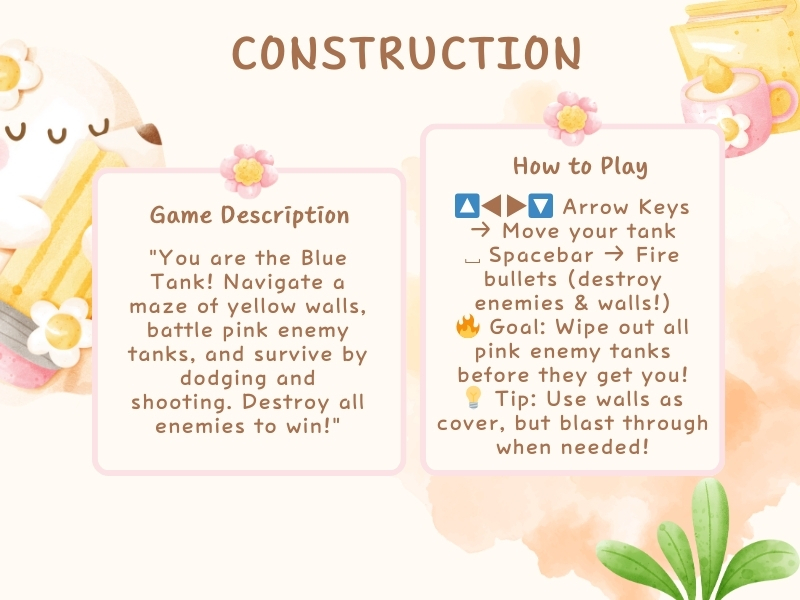 CONSTRUCTION
Game Description
"You are the Blue
Tank! Navigate a
maze of yellow walls,
battle pink enemy
tanks, and survive by
dodging and
shooting. Destroy all
enemies to win!"
How to Play
🔼◀▶🔽 Arrow Keys
→ Move your tank
⎵ Spacebar → Fire
bullets (destroy
enemies & walls!)
🔥 Goal: Wipe out all
pink enemy tanks
before they get you!
💡 Tip: Use walls as
cover, but blast through
when needed!